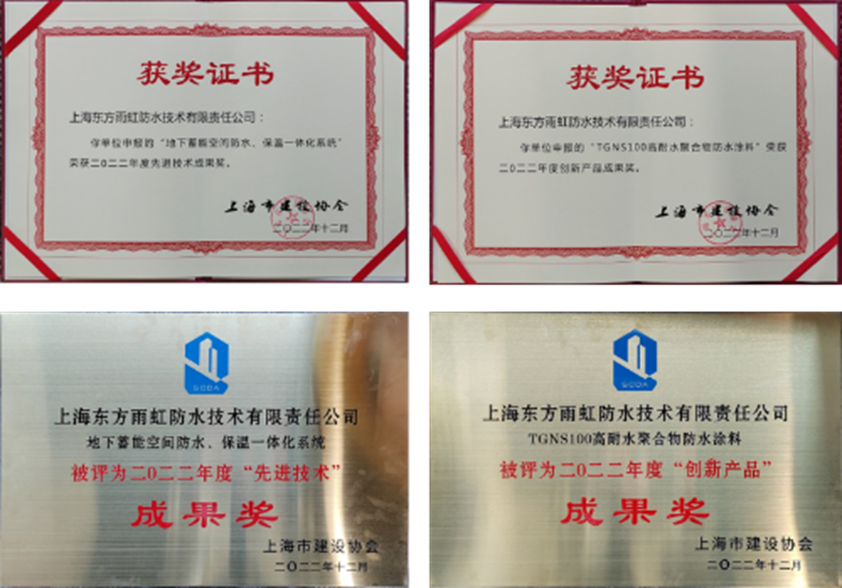 获奖证书
上海东方雨虹防水技术有限责任公司：
你单位申报的“地下蓄能空间防水、保温一体化系统”
荣获二〇二二年度先进技术成果奖。
上海市建设协会
二〇二二年十二月
获奖证书
上海东方雨虹防水技术有限责任公司：
你单位申报的“TGNS100高耐水聚合物防水涂料”荣获
二〇二二年度创新产品成果奖。
上海市建设协会
二〇二二年十二月
SCDA
上海东方雨虹防水技术有限责任公司
地下蓄能空间防水、保温一体化系统
被评为二〇二二年度“先进技术”
成果奖
上海市建设协会
二〇二二年十二月
SCDA
上海东方雨虹防水技术有限责任公司
TGNS100高耐水聚合物防水涂料
被评为二〇二二年度“创新产品”
成果奖
上海市建设协会
二〇二二年十二月